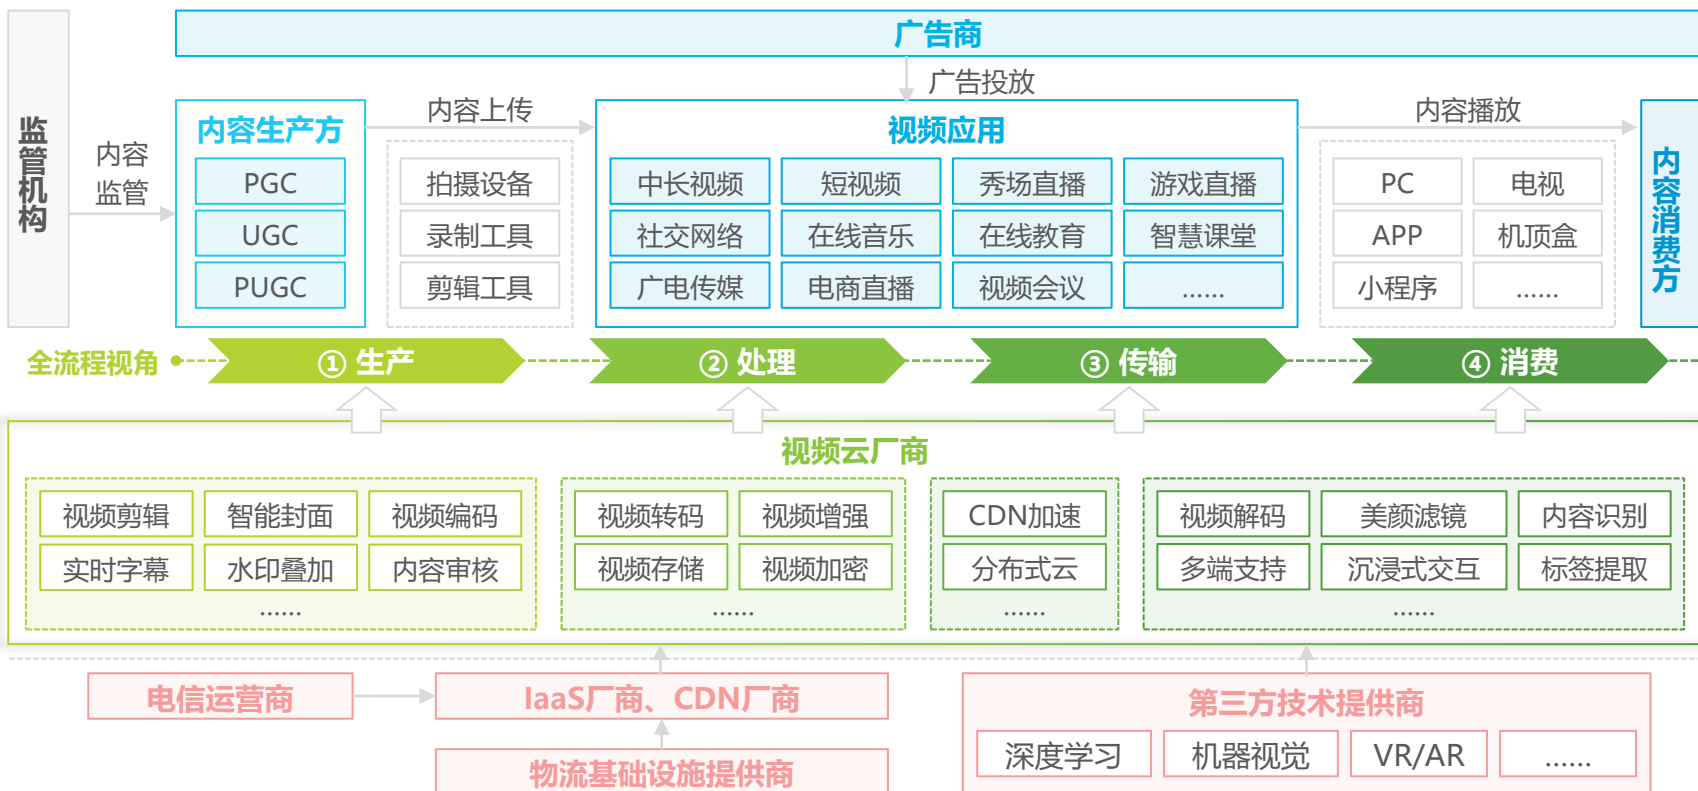 广告商
监管机构
内容
监管
内容生产方
PGC
UGC
PUGC
内容上传
拍摄设备
录制工具
剪辑工具
广告投放
视频应用
中长视频 短视频 秀场直播 游戏直播
社交网络 在线音乐 在线教育 智慧课堂
广电传媒 电商直播 视频会议 ......
内容播放
PC 电视
APP 机顶盒
小程序 ......
内容消费方
全流程视角 ① 生产 ② 处理 ③ 传输 ④ 消费
视频云厂商
视频剪辑 智能封面 视频编码
实时字幕 水印叠加 内容审核
......
视频转码 视频增强
视频存储 视频加密
......
CDN加速
分布式云
......
视频解码 美颜滤镜 内容识别
多端支持 沉浸式交互 标签提取
......
电信运营商
IaaS厂商、CDN厂商
物流基础设施提供商
第三方技术提供商
深度学习 机器视觉 VR/AR ......